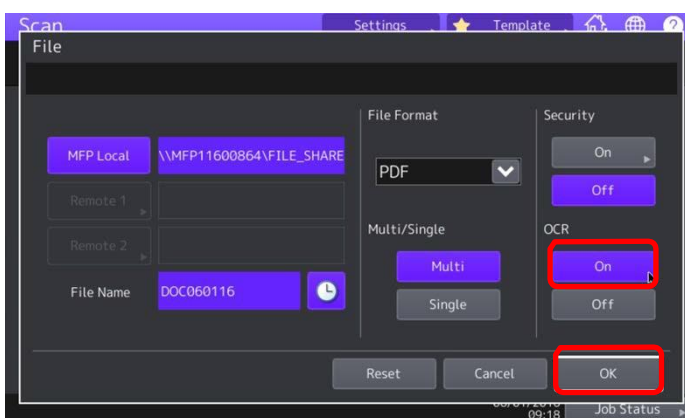 Scan
Settings
Template
File
File Format
Security
MFP Local
\\MFP11600864\FILE_SHARE
PDF
On
Off
Remote 1
Multi/Single
OCR
Remote 2
Multi
On
File Name
DOC060116
Single
Off
Reset
Cancel
OK
09:18
Job Status